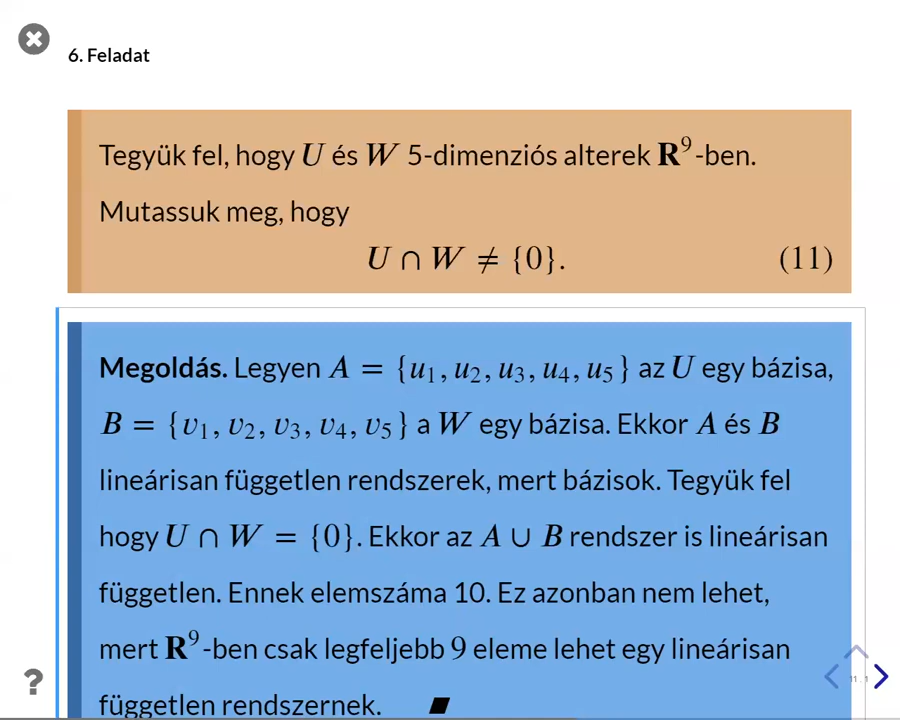 6. Feladat
Tegyük fel, hogy U és W 5-dimenziós alterek R⁹-ben.
Mutassuk meg, hogy
U ∩ W ≠ {0}. (11)
Megoldás. Legyen A = {u₁, u₂, u₃, u₄, u₅} az U egy bázisa,
B = {v₁, v₂, v₃, v₄, v₅} a W egy bázisa. Ekkor A és B
lineárisan független rendszerek, mert bázisok. Tegyük fel
hogy U ∩ W = {0}. Ekkor az A ∪ B rendszer is lineárisan
független. Ennek elemszáma 10. Ez azonban nem lehet,
mert R⁹-ben csak legfeljebb 9 eleme lehet egy lineárisan
független rendszernek.
?
11 . 1